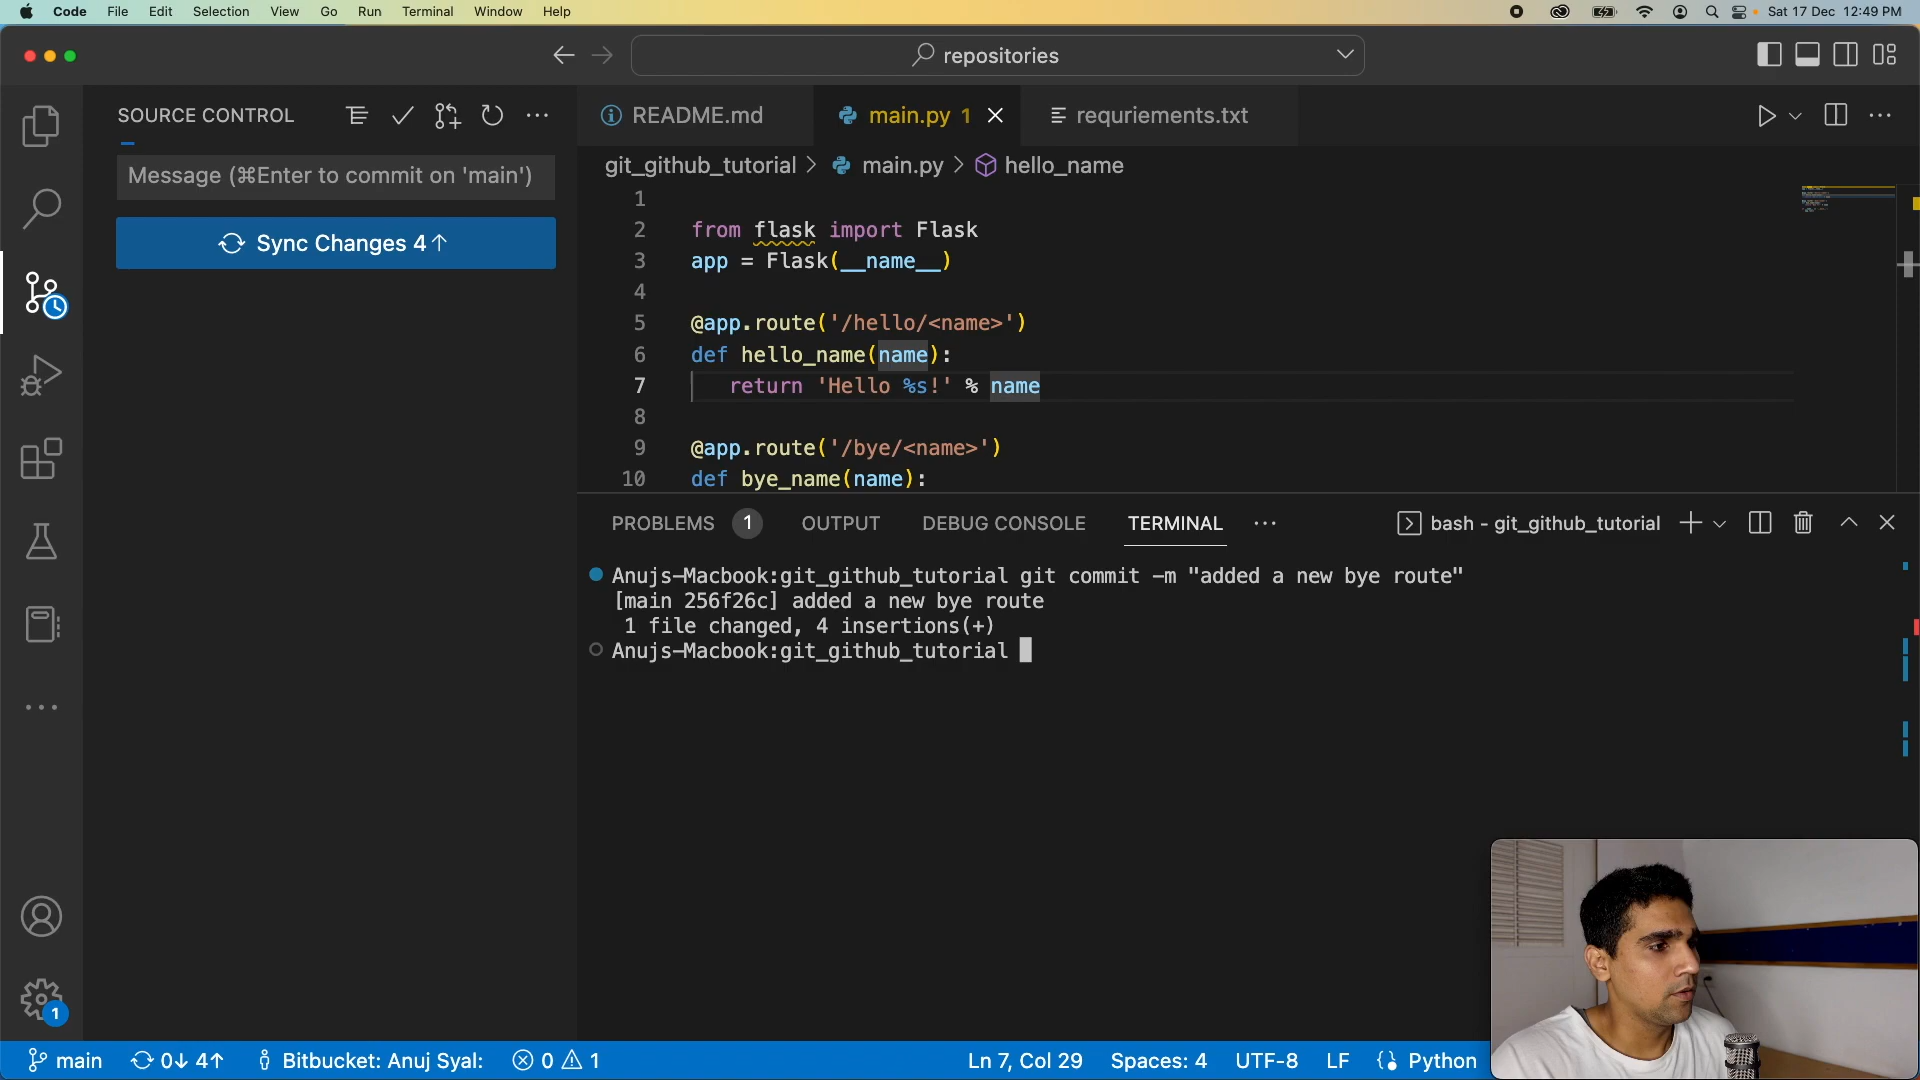 Code File Edit Selection View Go Run Terminal Window Help Sat 17 Dec 12:49 PM
repositories
SOURCE CONTROL
Message (⌘Enter to commit on 'main')
Sync Changes 4↑
README.md main.py 1 requriements.txt
git_github_tutorial > main.py > hello_name
1
2 from flask import Flask
3 app = Flask(__name__)
4
5 @app.route('/hello/<name>')
6 def hello_name(name):
7 return 'Hello %s!' % name
8
9 @app.route('/bye/<name>')
10 def bye_name(name):
PROBLEMS 1 OUTPUT DEBUG CONSOLE TERMINAL ··· bash - git_github_tutorial
Anujs-Macbook:git_github_tutorial git commit -m "added a new bye route"
[main 256f26c] added a new bye route
1 file changed, 4 insertions(+)
Anujs-Macbook:git_github_tutorial
1
main 0↓ 4↑ Bitbucket: Anuj Syal: 0 1 Ln 7, Col 29 Spaces: 4 UTF-8 LF Python